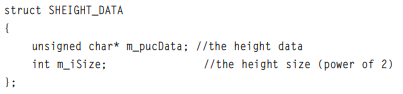 struct SHEIGHT_DATA
{
    unsigned char* m_pucData; //the height data
    int m_iSize;              //the height size (power of 2)
};